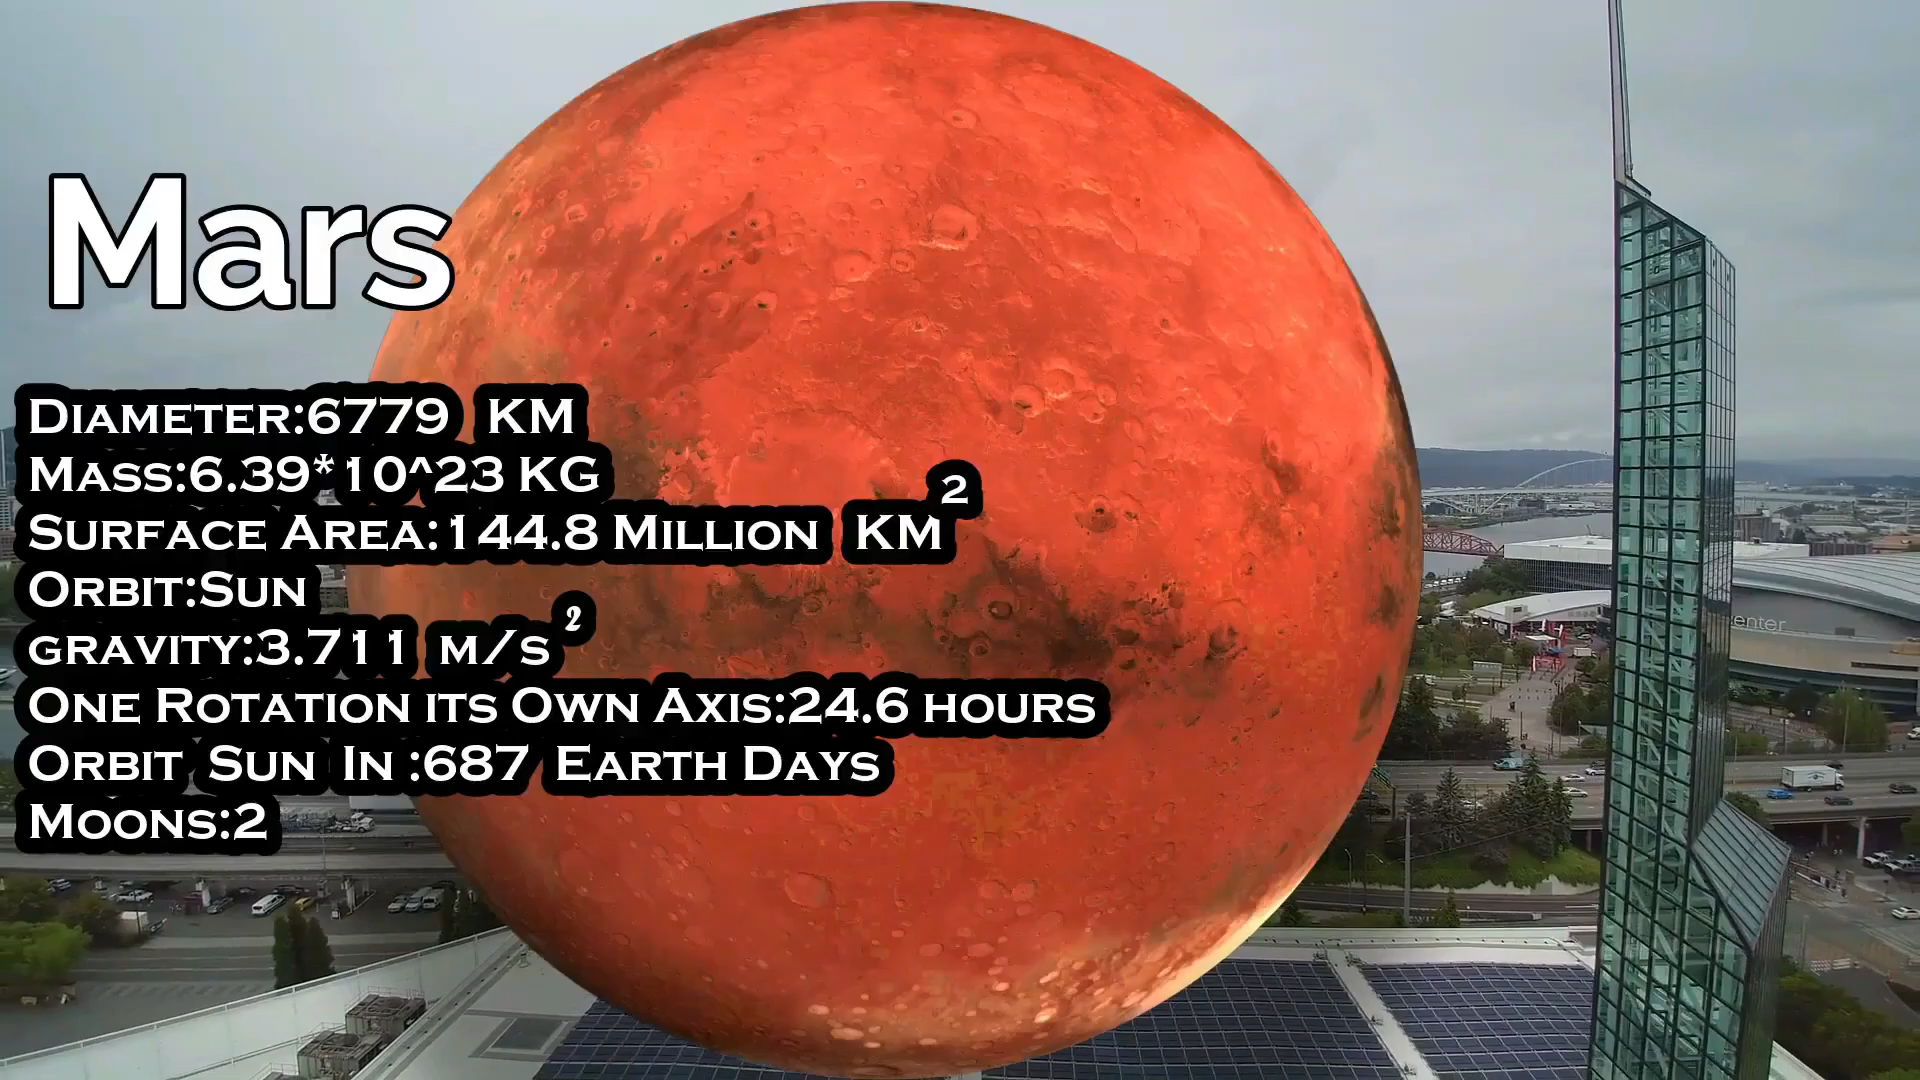 Mars
Diameter:6779 KM
Mass:6.39*10^23 KG
Surface Area:144.8 Million KM²
Orbit:Sun
gravity:3.711 m/s²
One Rotation its Own Axis:24.6 hours
Orbit Sun In :687 Earth Days
Moons:2
enter